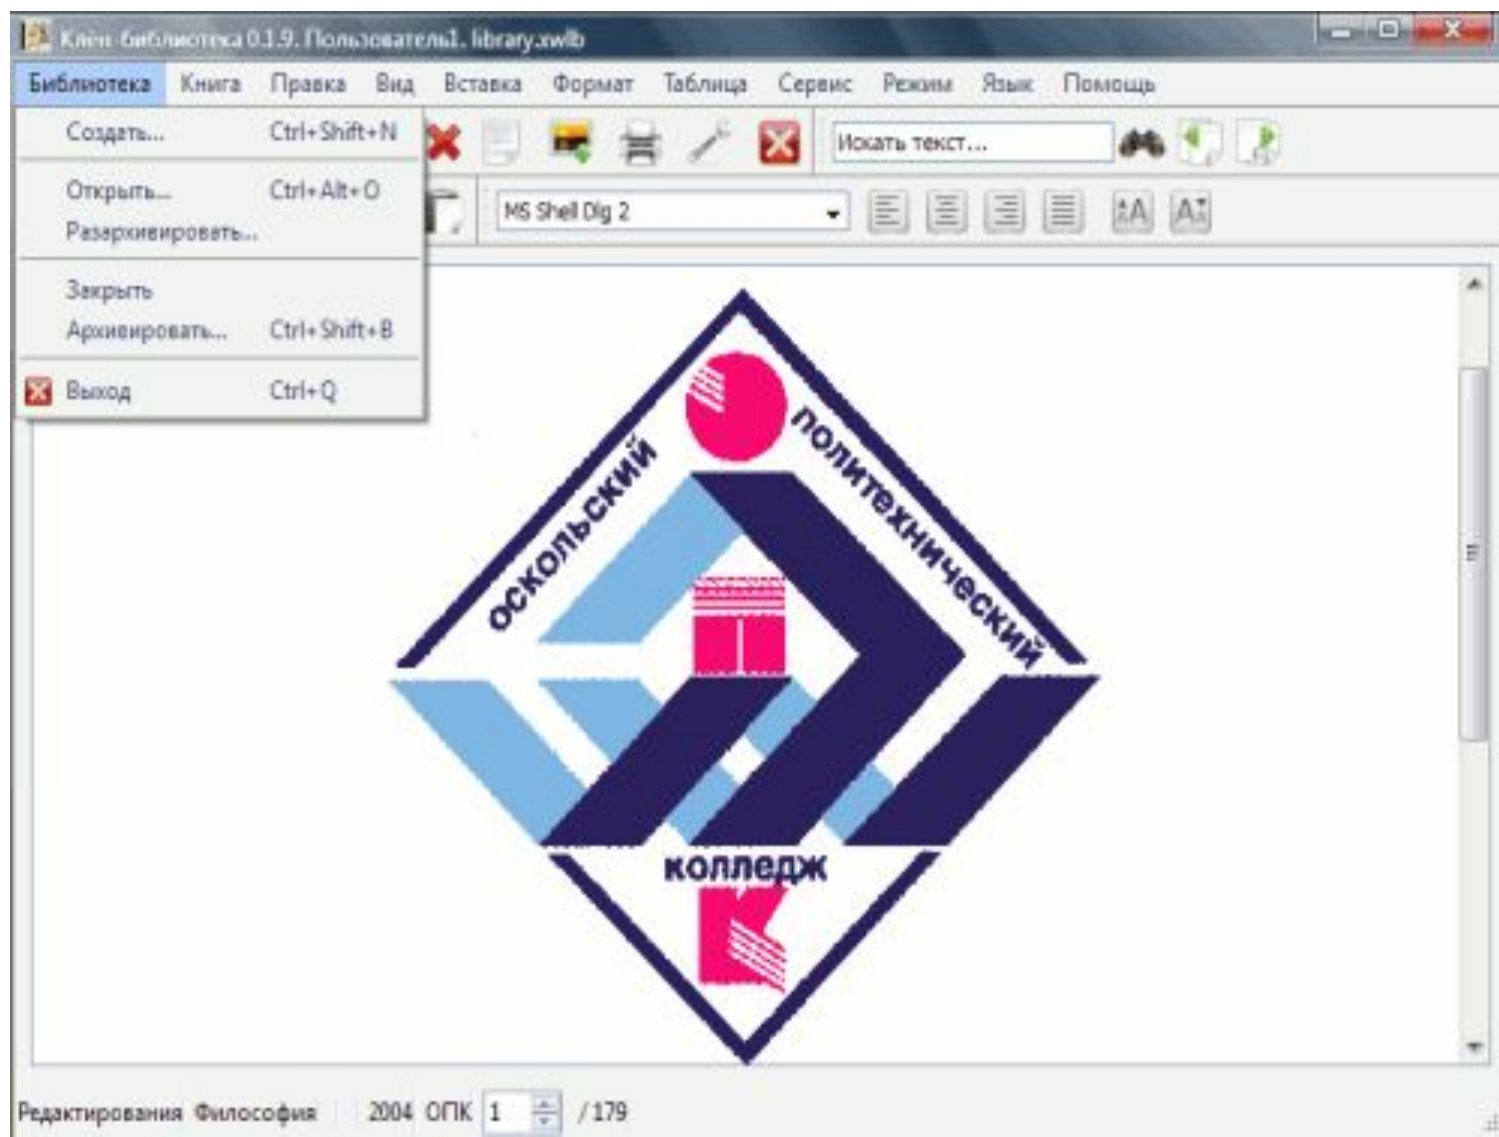 Клён-библиотека 0.1.9. Пользователь1. library.xwlb
Библиотека Книга Правка Вид Вставка Формат Таблица Сервис Режим Язык Помощь
Создать... Ctrl+Shift+N
Искать текст...
Открыть... Ctrl+Alt+O
MS Shell Dlg 2
Разархивировать...
Закрыть
Архивировать... Ctrl+Shift+B
Выход Ctrl+Q
оскольский
политехнический
колледж
Редактирования Философия 2004 ОПК 1 / 179